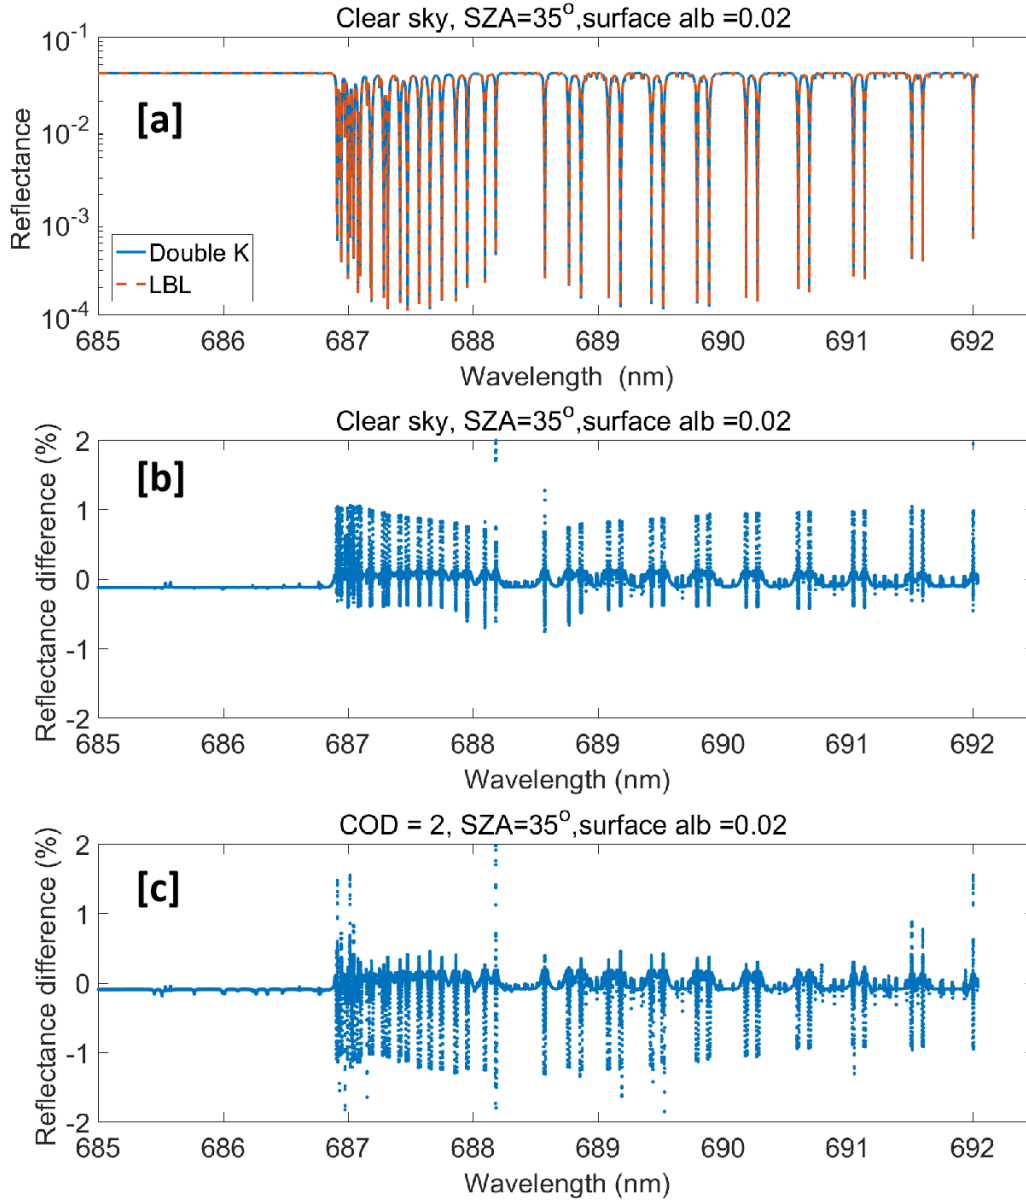 Clear sky, SZA=35°,surface alb =0.02
10^-1
10^-2
10^-3
10^-4
Reflectance
[a]
Double K
LBL
685 686 687 688 689 690 691 692
Wavelength (nm)
Clear sky, SZA=35°,surface alb =0.02
2
1
0
-1
-2
Reflectance difference (%)
[b]
685 686 687 688 689 690 691 692
Wavelength (nm)
COD = 2, SZA=35°,surface alb =0.02
2
1
0
-1
-2
Reflectance difference (%)
[c]
685 686 687 688 689 690 691 692
Wavelength (nm)